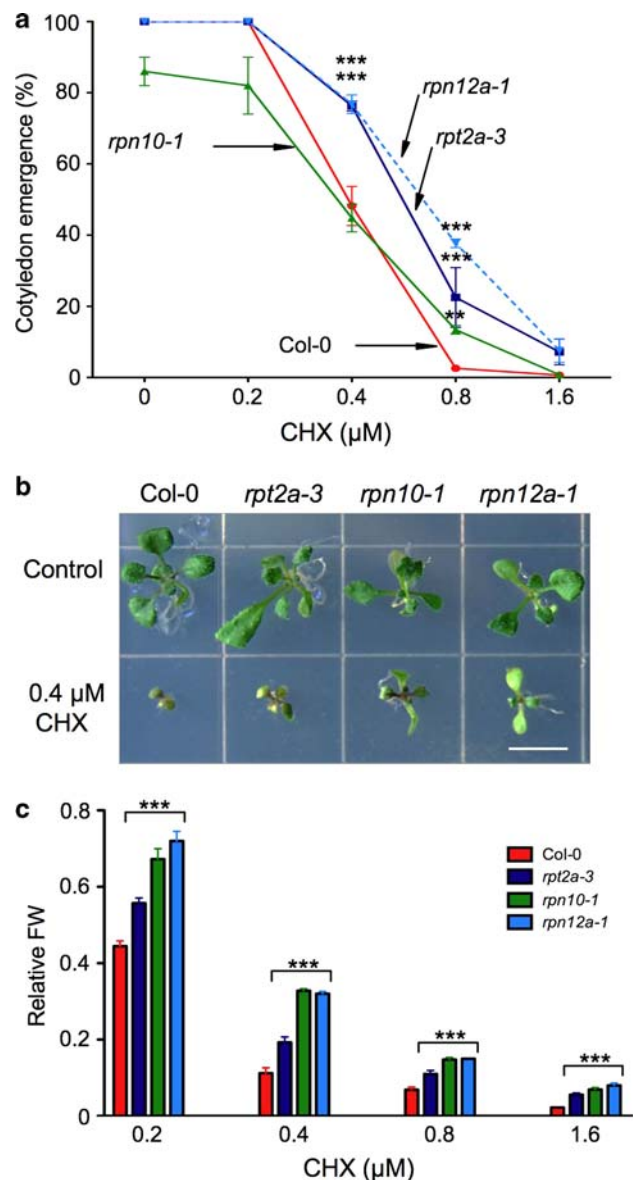 a
100
80
60
40
20
0
Cotyledon emergence (%)
rpn10-1
Col-0
***
***
rpn12a-1
rpt2a-3
***
***
**
0 0.2 0.4 0.8 1.6
CHX (µM)
b
Col-0 rpt2a-3 rpn10-1 rpn12a-1
Control
0.4 µM
CHX
c
0.8
0.6
0.4
0.2
0
Relative FW
***
***
***
***
Col-0
rpt2a-3
rpn10-1
rpn12a-1
0.2 0.4 0.8 1.6
CHX (µM)